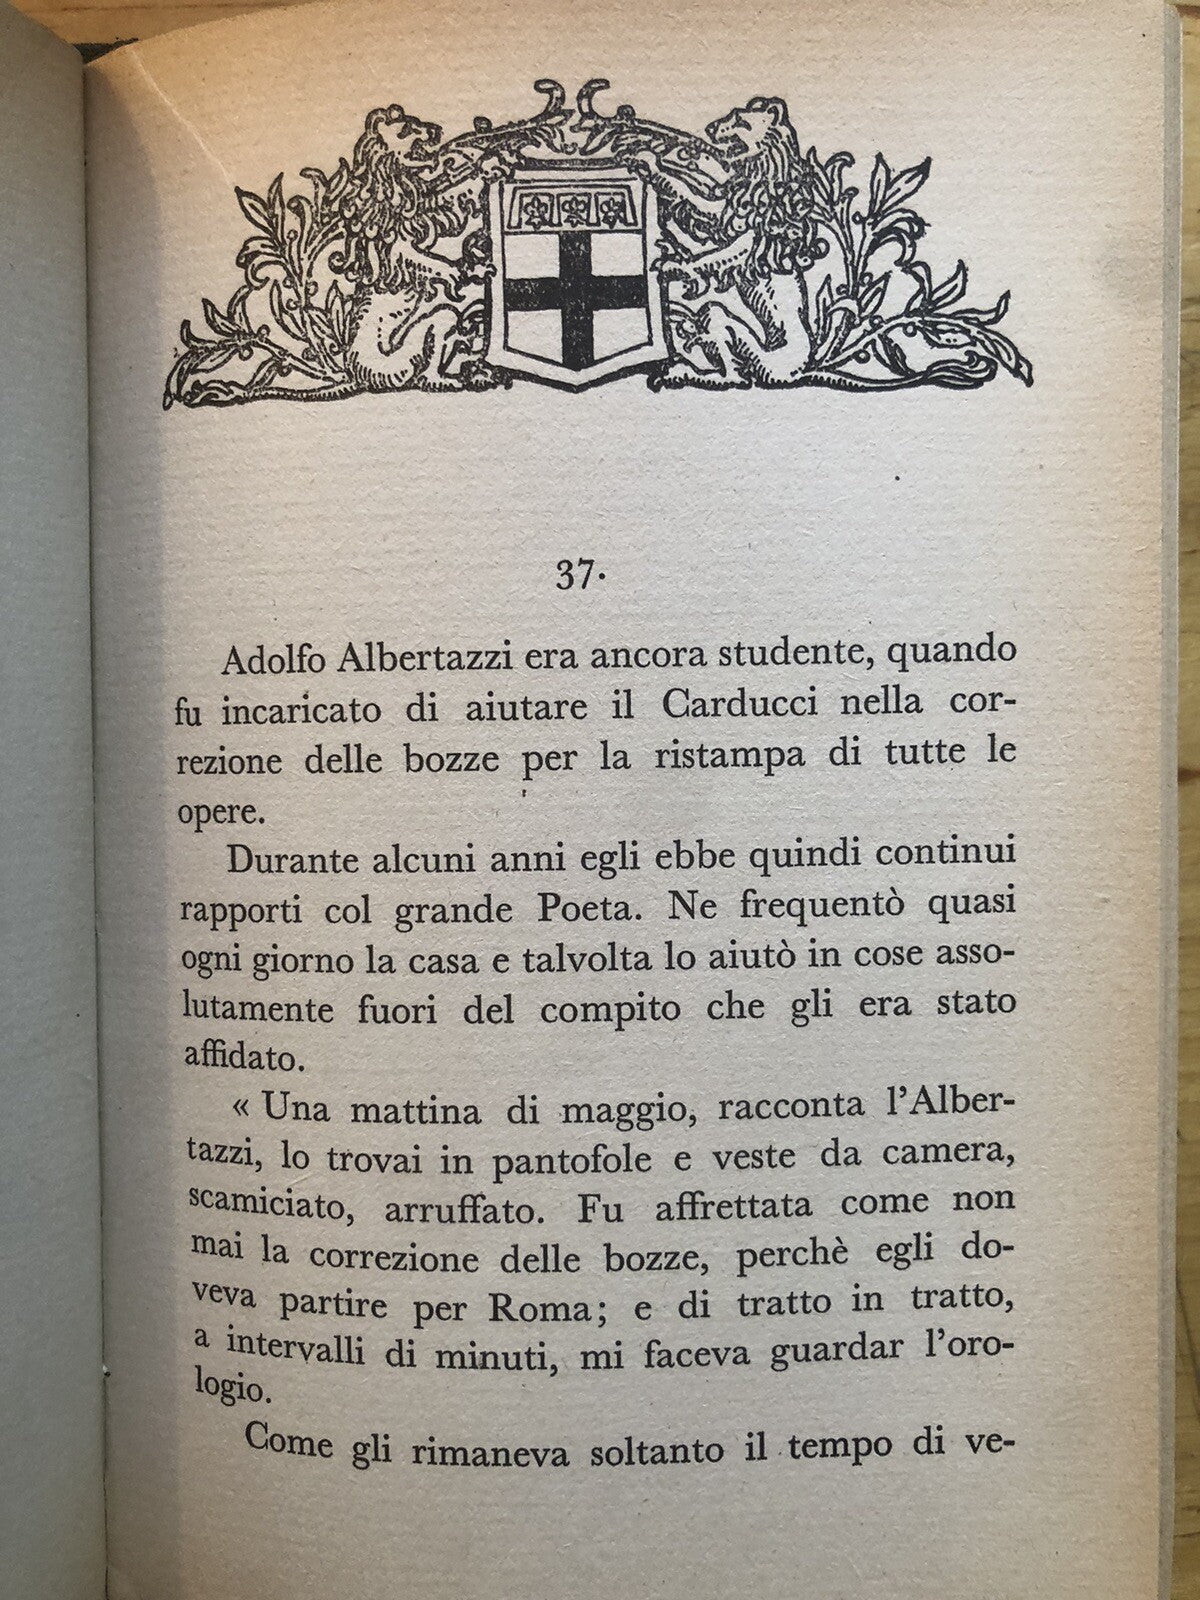 37.
Adolfo Albertazzi era ancora studente, quando
fu incaricato di aiutare il Carducci nella cor-
rezione delle bozze per la ristampa di tutte le
opere.
Durante alcuni anni egli ebbe quindi continui
rapporti col grande Poeta. Ne frequentò quasi
ogni giorno la casa e talvolta lo aiutò in cose asso-
lutamente fuori del compito che gli era stato
affidato.
« Una mattina di maggio, racconta l'Alber-
tazzi, lo trovai in pantofole e veste da camera,
scamiciato, arruffato. Fu affrettata come non
mai la correzione delle bozze, perchè egli do-
veva partire per Roma; e di tratto in tratto,
a intervalli di minuti, mi faceva guardar l'oro-
logio.
Come gli rimaneva soltanto il tempo di ve-